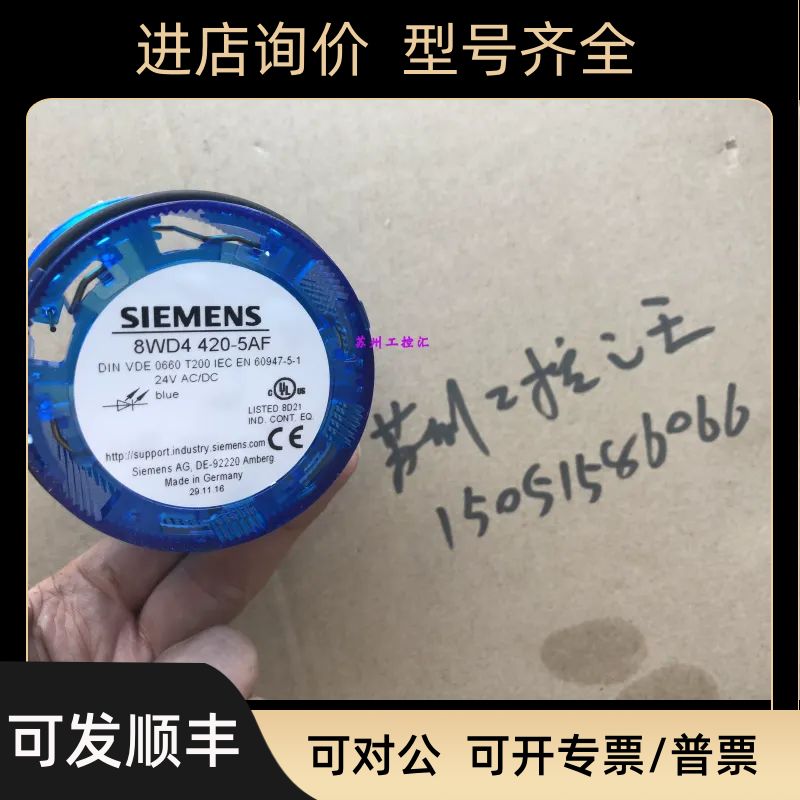 进店询价 型号齐全
SIEMENS
8WD4 420-5AF
DIN VDE 0660 T200 IEC EN 60947-5-1
24V AC/DC
blue
c UL US
LISTED 8D21
IND. CONT. EQ.
http://support.industry.siemens.com CE
Siemens AG, DE-92220 Amberg
Made in Germany
29.11.16
苏州工控汇
苏州工控汇王
15051586066
可发顺丰
可对公 可开专票/普票